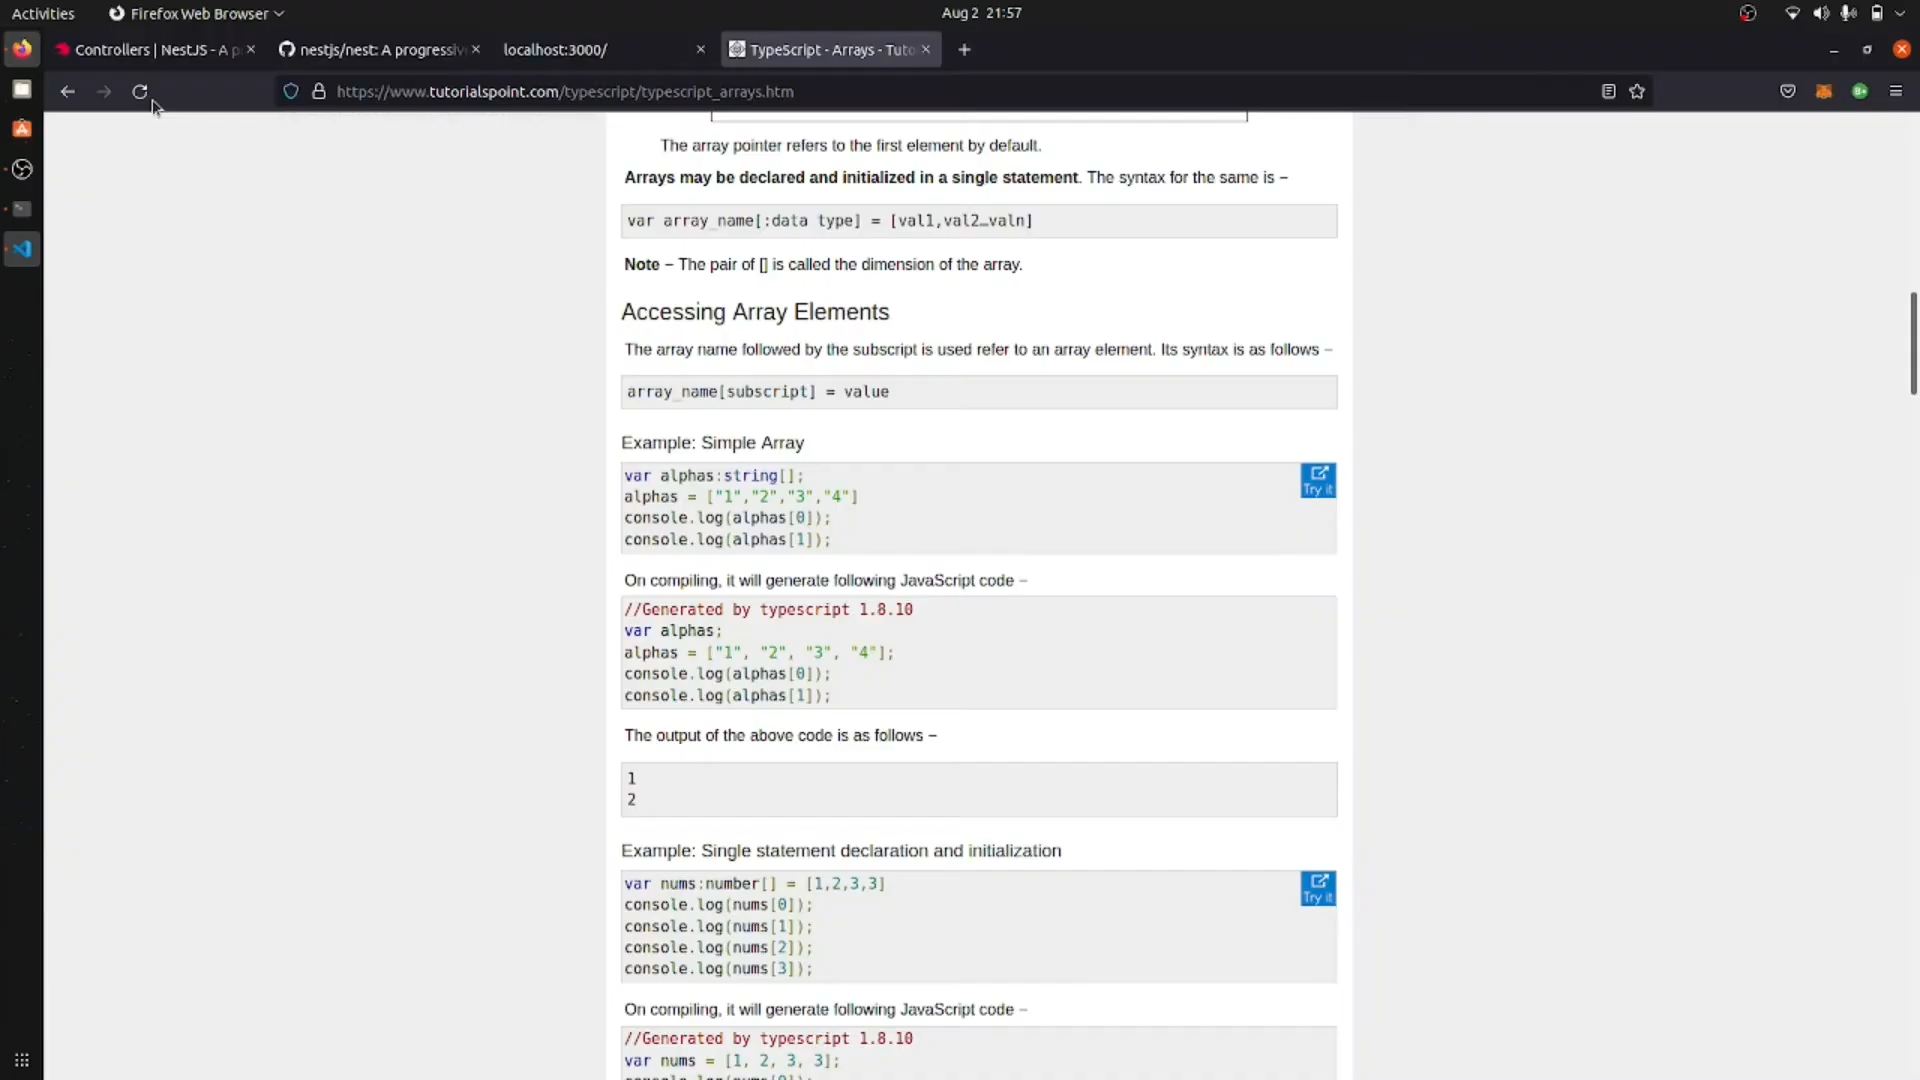 Activities
Firefox Web Browser
Aug 2 21:57
Controllers | NestJS - A p
nestjs/nest: A progressiv
localhost:3000/
TypeScript - Arrays - Tuto
https://www.tutorialspoint.com/typescript/typescript_arrays.htm
The array pointer refers to the first element by default.
Arrays may be declared and initialized in a single statement. The syntax for the same is −
var array_name[:data type] = [val1,val2…valn]
Note − The pair of [] is called the dimension of the array.
Accessing Array Elements
The array name followed by the subscript is used refer to an array element. Its syntax is as follows −
array_name[subscript] = value
Example: Simple Array
var alphas:string[];
alphas = ["1","2","3","4"]
console.log(alphas[0]);
console.log(alphas[1]);
Try it
On compiling, it will generate following JavaScript code −
//Generated by typescript 1.8.10
var alphas;
alphas = ["1", "2", "3", "4"];
console.log(alphas[0]);
console.log(alphas[1]);
The output of the above code is as follows −
1
2
Example: Single statement declaration and initialization
var nums:number[] = [1,2,3,3]
console.log(nums[0]);
console.log(nums[1]);
console.log(nums[2]);
console.log(nums[3]);
Try it
On compiling, it will generate following JavaScript code −
//Generated by typescript 1.8.10
var nums = [1, 2, 3, 3];